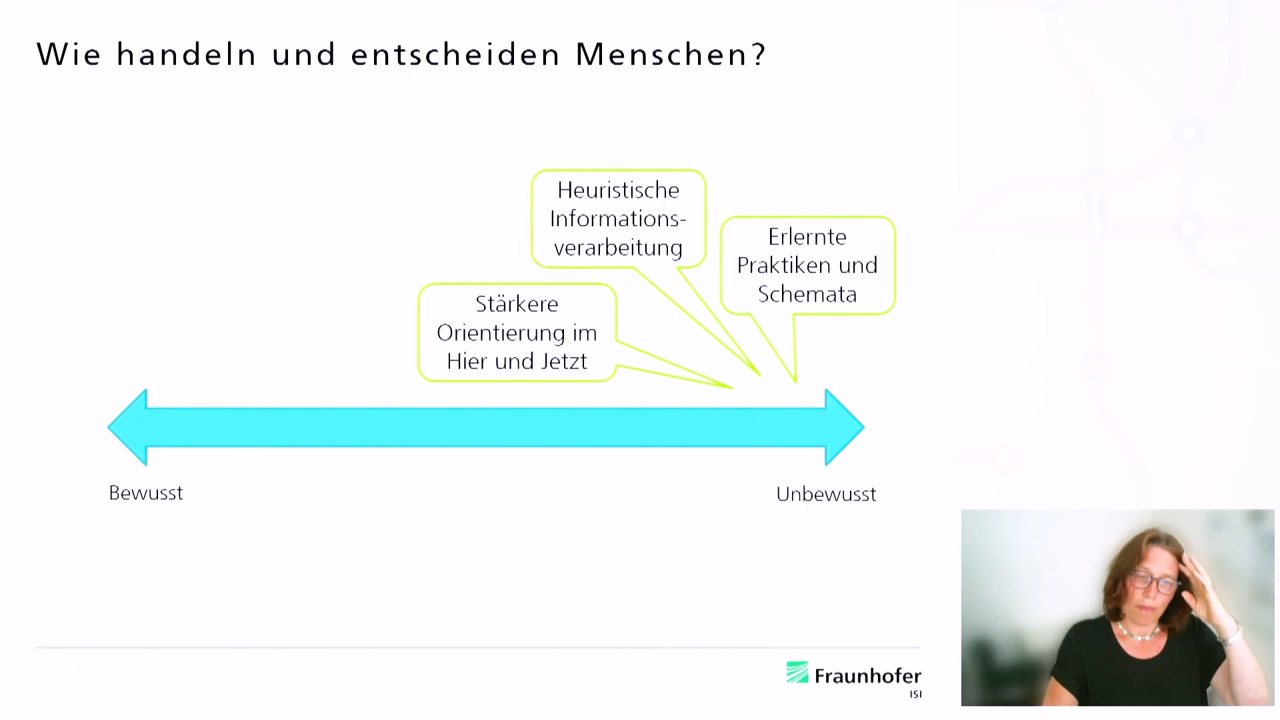 Wie handeln und entscheiden Menschen?
Heuristische
Informations-
verarbeitung
Erlernte
Praktiken und
Schemata
Stärkere
Orientierung im
Hier und Jetzt
Bewusst
Unbewusst
Fraunhofer
ISI